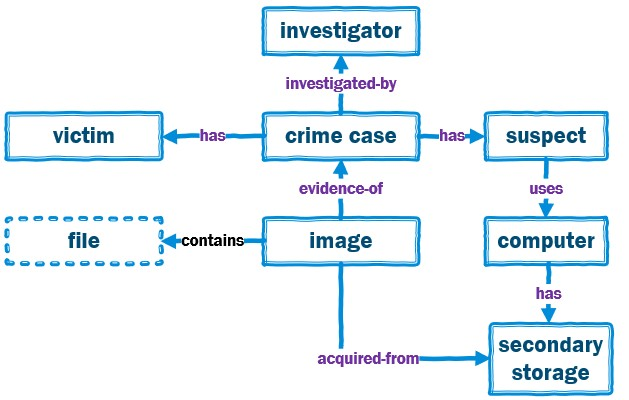 investigator
investigated-by
victim
has
crime case
has
suspect
evidence-of
uses
file
contains
image
computer
has
acquired-from
secondary
storage